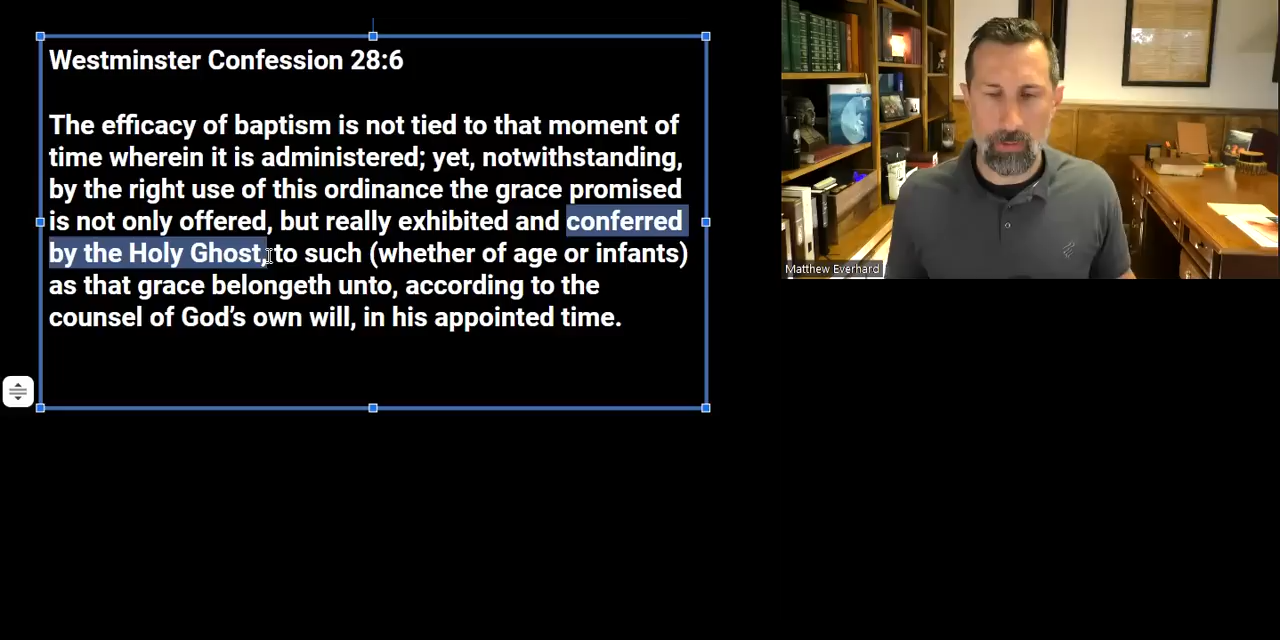 Westminster Confession 28:6
The efficacy of baptism is not tied to that moment of
time wherein it is administered; yet, notwithstanding,
by the right use of this ordinance the grace promised
is not only offered, but really exhibited and conferred
by the Holy Ghost, to such (whether of age or infants)
as that grace belongeth unto, according to the
counsel of God’s own will, in his appointed time.
Matthew Everhard